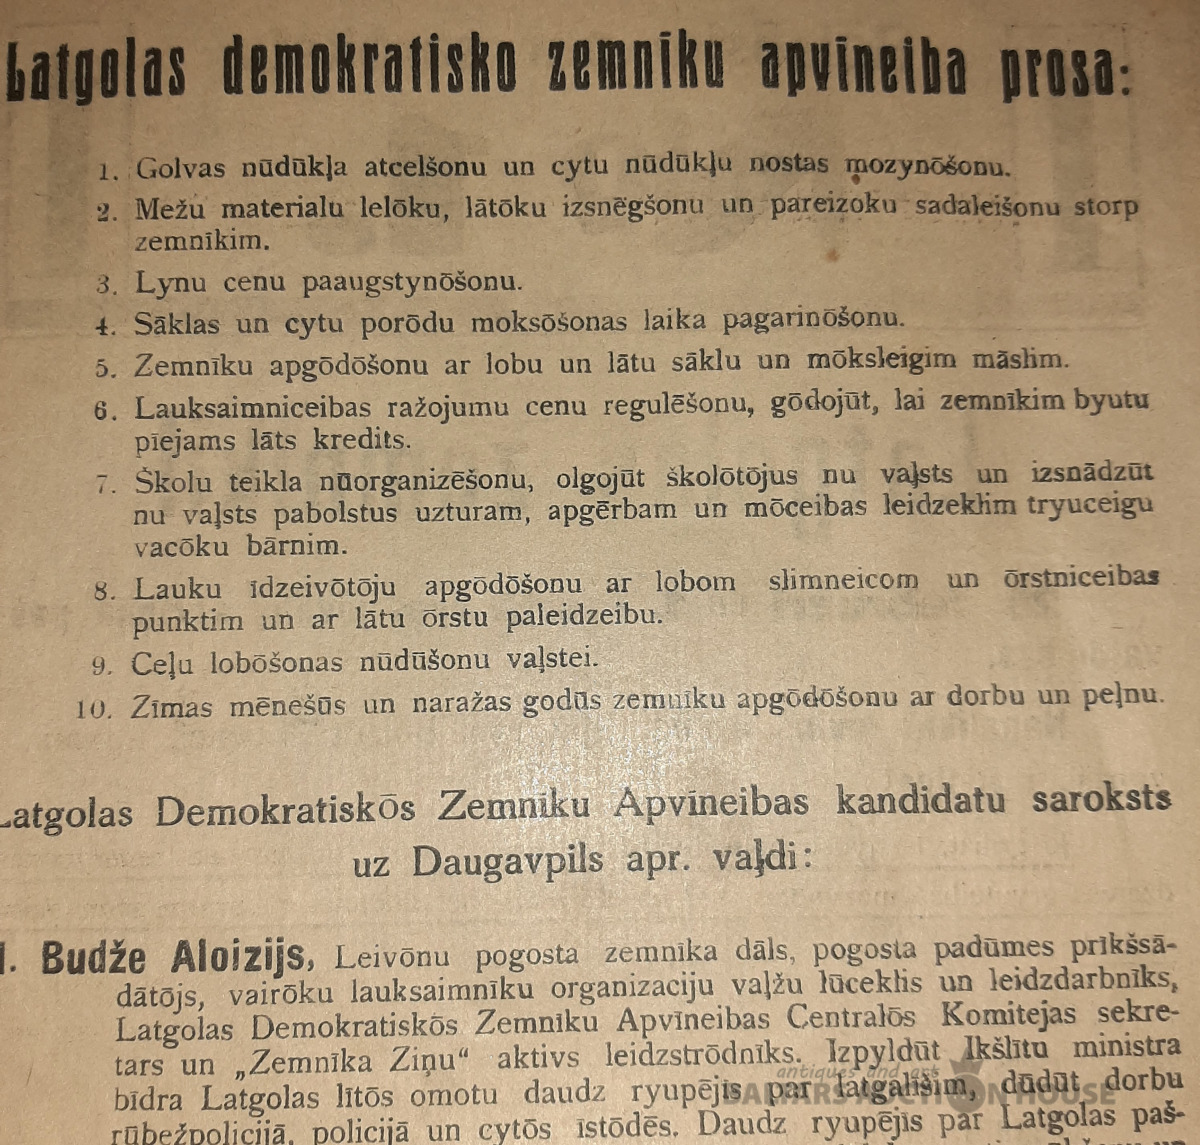 Latgolas demokratisko zemnīku apvīneiba prosa:
1. Golvas nūdūkļa atcelšonu un cytu nūdūkļu nostas mozynōšonu.
2. Mežu materialu lelōku, lātōku izsnēgšonu un pareizoku sadaleišonu storp
zemnīkim.
3. Lynu cenu paaugstynōšonu.
4. Sāklas un cytu porōdu moksōšonas laika pagarinōšonu.
5. Zemnīku apgōdōšonu ar lobu un lātu sāklu un mōksleigim māslim.
6. Lauksaimniceibas ražojumu cenu regulēšonu, gōdojūt, lai zemnīkim byutu
pīejams lāts kredits.
7. Školu teikla nūorganizēšonu, olgojūt školōtōjus nu vaļsts un izsnādzūt
nu vaļsts pabolstus uzturam, apgērbam un mōceibas leidzeklim tryuceigu
vacōku bārnim.
8. Lauku īdzeivōtōju apgōdōšonu ar lobom slimneicom un ōrstniceibas
punktim un ar lātu ōrstu paleidzeibu.
9. Ceļu lobōšonas nūdūšonu vaļstei.
10. Zīmas mēnešūs un naražas godūs zemnīku apgōdōšonu ar dorbu un peļnu.
Latgolas Demokratiskōs Zemnīku Apvīneibas kandidatu saroksts
uz Daugavpils apr. vaļdi:
1. Budže Aloizijs, Leivōnu pogosta zemnīka dāls, pogosta padūmes prīkšsā-
dātōjs, vairōku lauksaimnīku organizaciju vaļžu lūceklis un leidzdarbnīks,
Latgolas Demokratiskōs Zemnīku Apvīneibas Centralōs Komitejas sekre-
tars un „Zemnīka Ziņu“ aktivs leidzstrōdnīks. Izpyldūt Ikšlītu ministra
antiques and art
bīdra Latgolas lītōs omotu daudz ryupējis par latgališim, dūdūt dorbu
AUCTION HOUSE
rūbežpolicijā, policijā un cytōs īstōdēs. Daudz ryupējis par Latgolas paš-